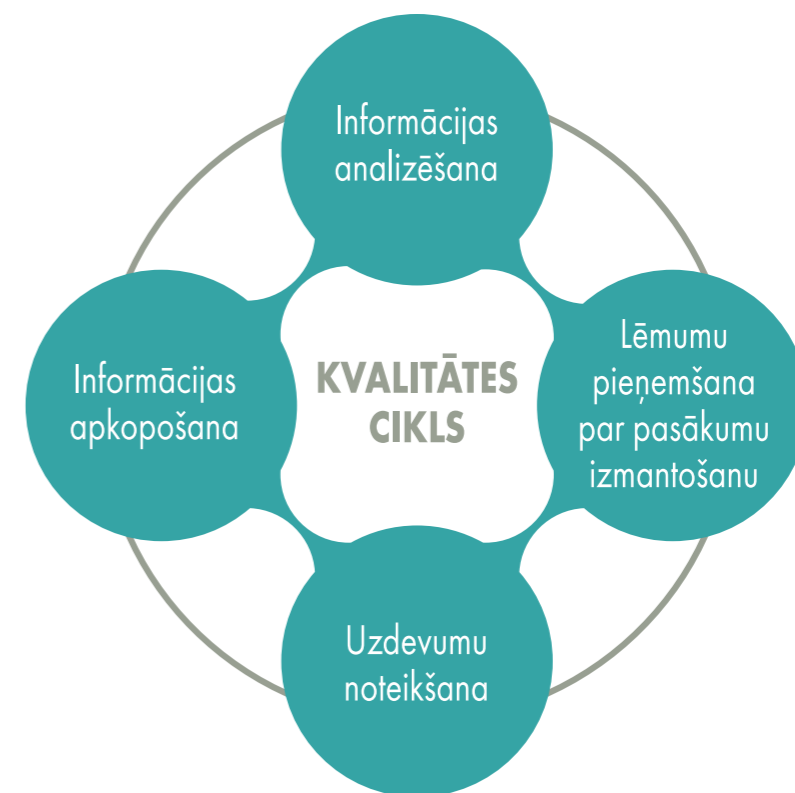 Informācijas
analizēšana
Informācijas
apkopošana
KVALITĀTES
CIKLS
Lēmumu
pieņemšana
par pasākumu
izmantošanu
Uzdevumu
noteikšana